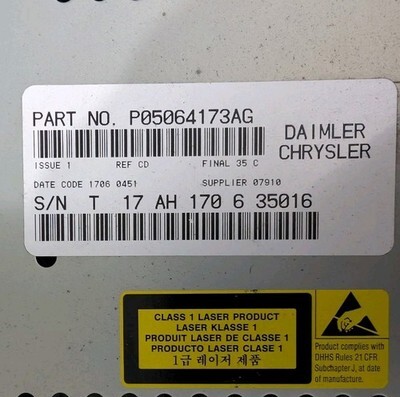 PART NO. P05064173AG
DAIMLER
CHRYSLER
ISSUE 1 REF CD FINAL 35 C
DATE CODE 1706 0451 SUPPLIER 07910
S/N T 17 AH 170 6 35016
CLASS 1 LASER PRODUCT
LASER KLASSE 1
PRODUIT LASER DE CLASSE 1
PRODUCTO LASER CLASE 1
1급 레이저 제품
Product complies with
DHHS Rules 21 CFR
Subchapter J, at date
of manufacture.